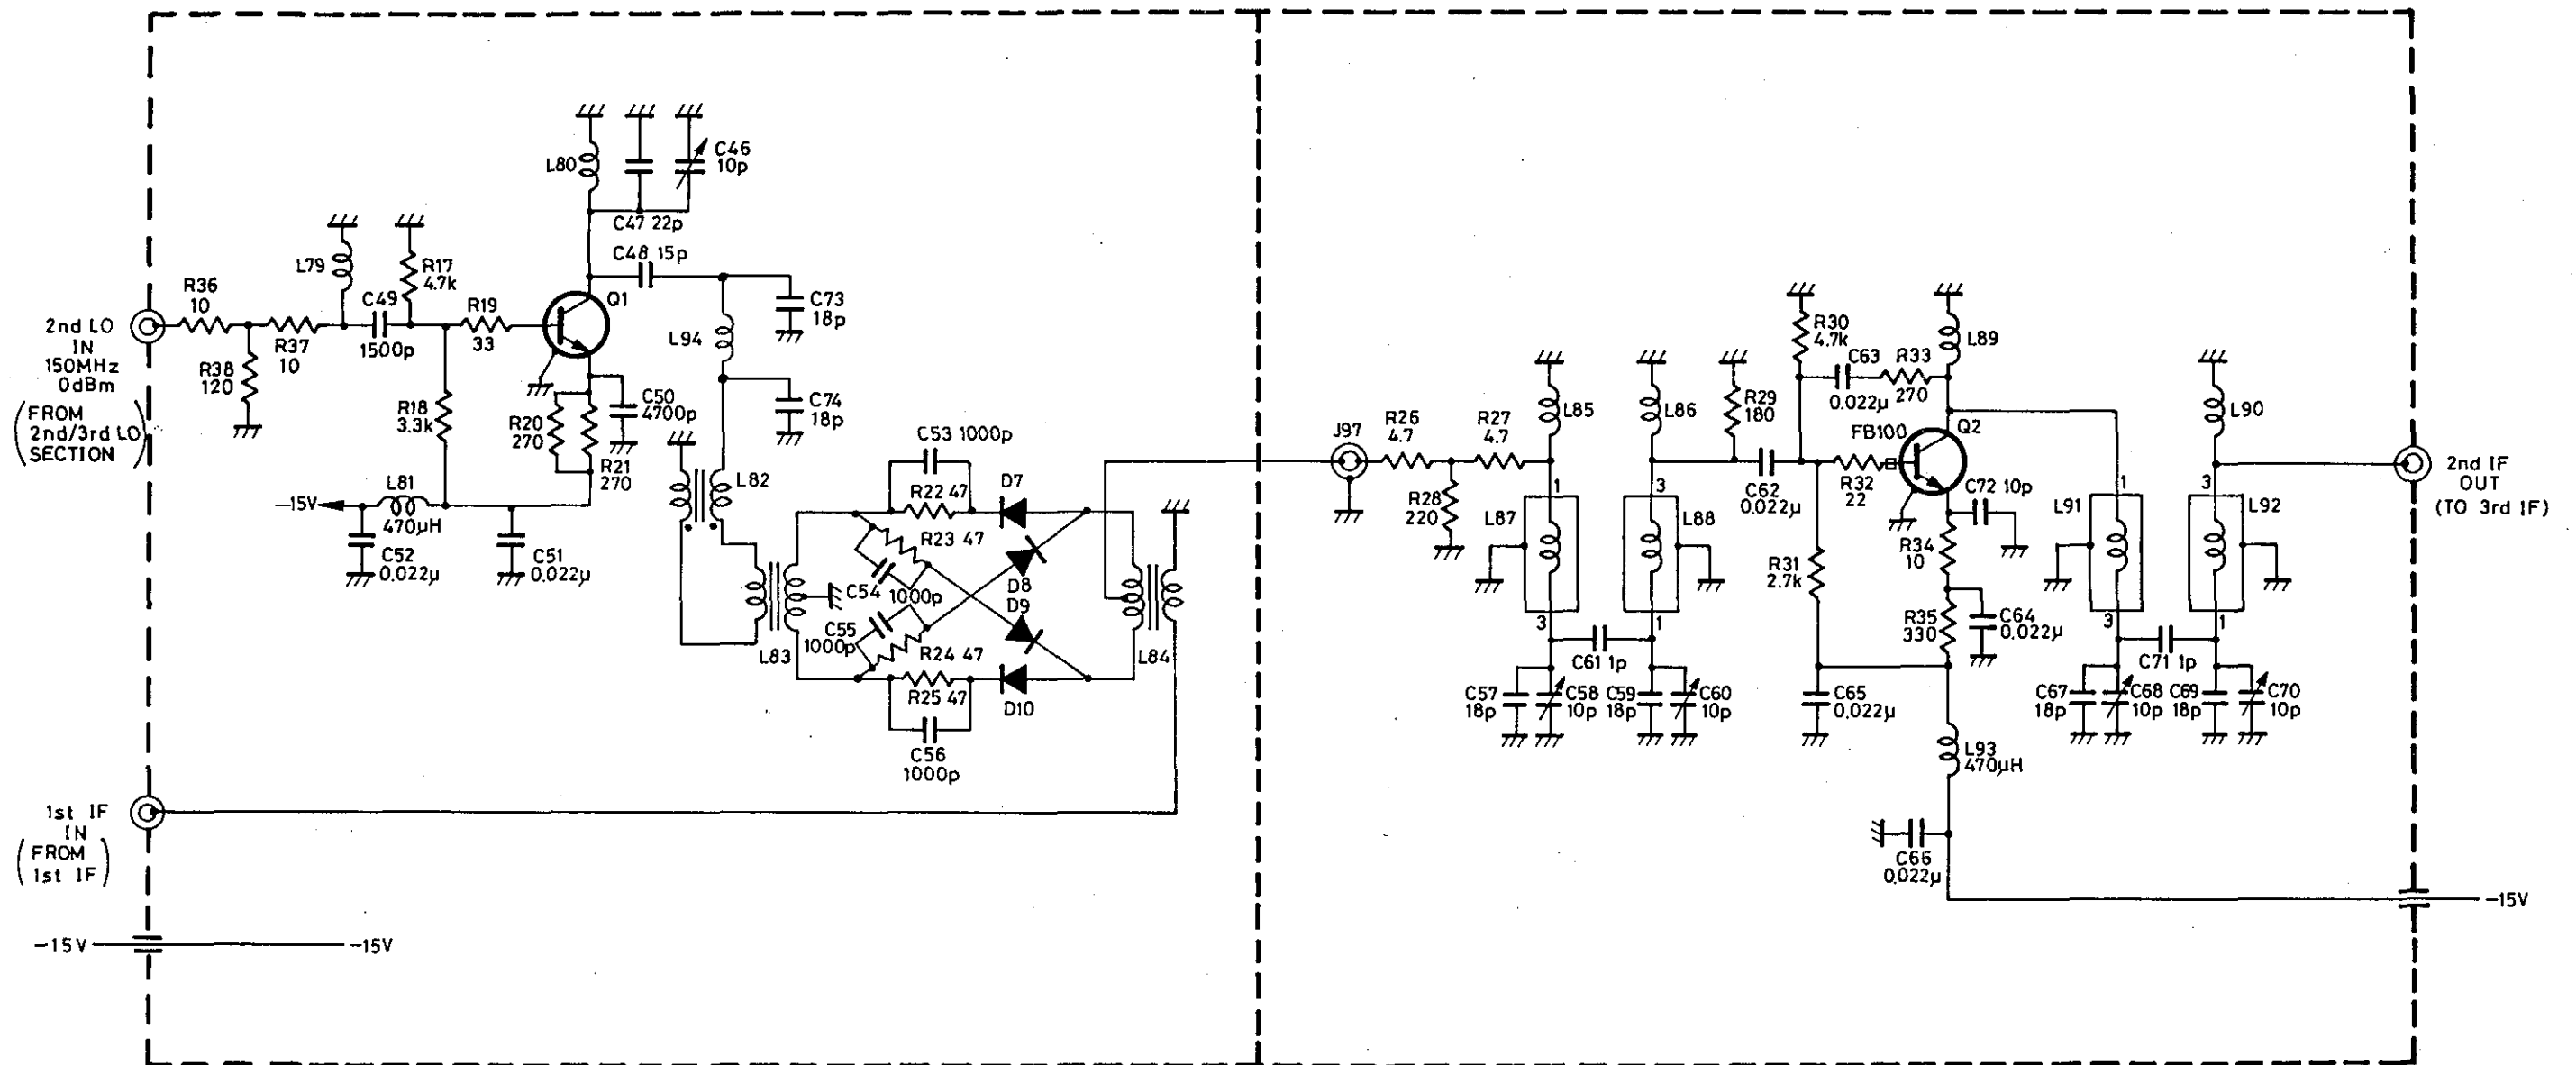 2nd LO
IN
150MHz
0dBm
(FROM
2nd/3rd LO
SECTION)
R36
10
R38
120
R37
10
L79
C49
1500p
R17
4.7k
R18
3.3k
R19
33
L80
C47 22p
C46
10p
C48 15p
Q1
C73
18p
L94
C74
18p
R20
270
R21
270
C50
4700p
L81
470μH
-15V
C52
0.022μ
C51
0.022μ
L82
L83
C53 1000p
R22 47
D7
R23 47
C54
1000p
D8
D9
C55
1000p
R24 47
R25 47
D10
C56
1000p
L84
1st IF
IN
(FROM
1st IF)
-15V
-15V
J97
R26
4.7
R27
4.7
R28
220
L85
L86
1
3
L87
L88
3
1
C61 1p
C57
18p
C58
10p
C59
18p
C60
10p
R29
180
C62
0.022μ
R30
4.7k
C63
0.022μ
R33
270
L89
FB100
Q2
R32
22
R31
2.7k
C72 10p
R34
10
R35
330
C64
0.022μ
C65
0.022μ
L93
470μH
C66
0.022μ
L90
1
3
L91
L92
3
1
C71 1p
C67
18p
C68
10p
C69
18p
C70
10p
2nd IF
OUT
(TO 3rd IF)
-15V